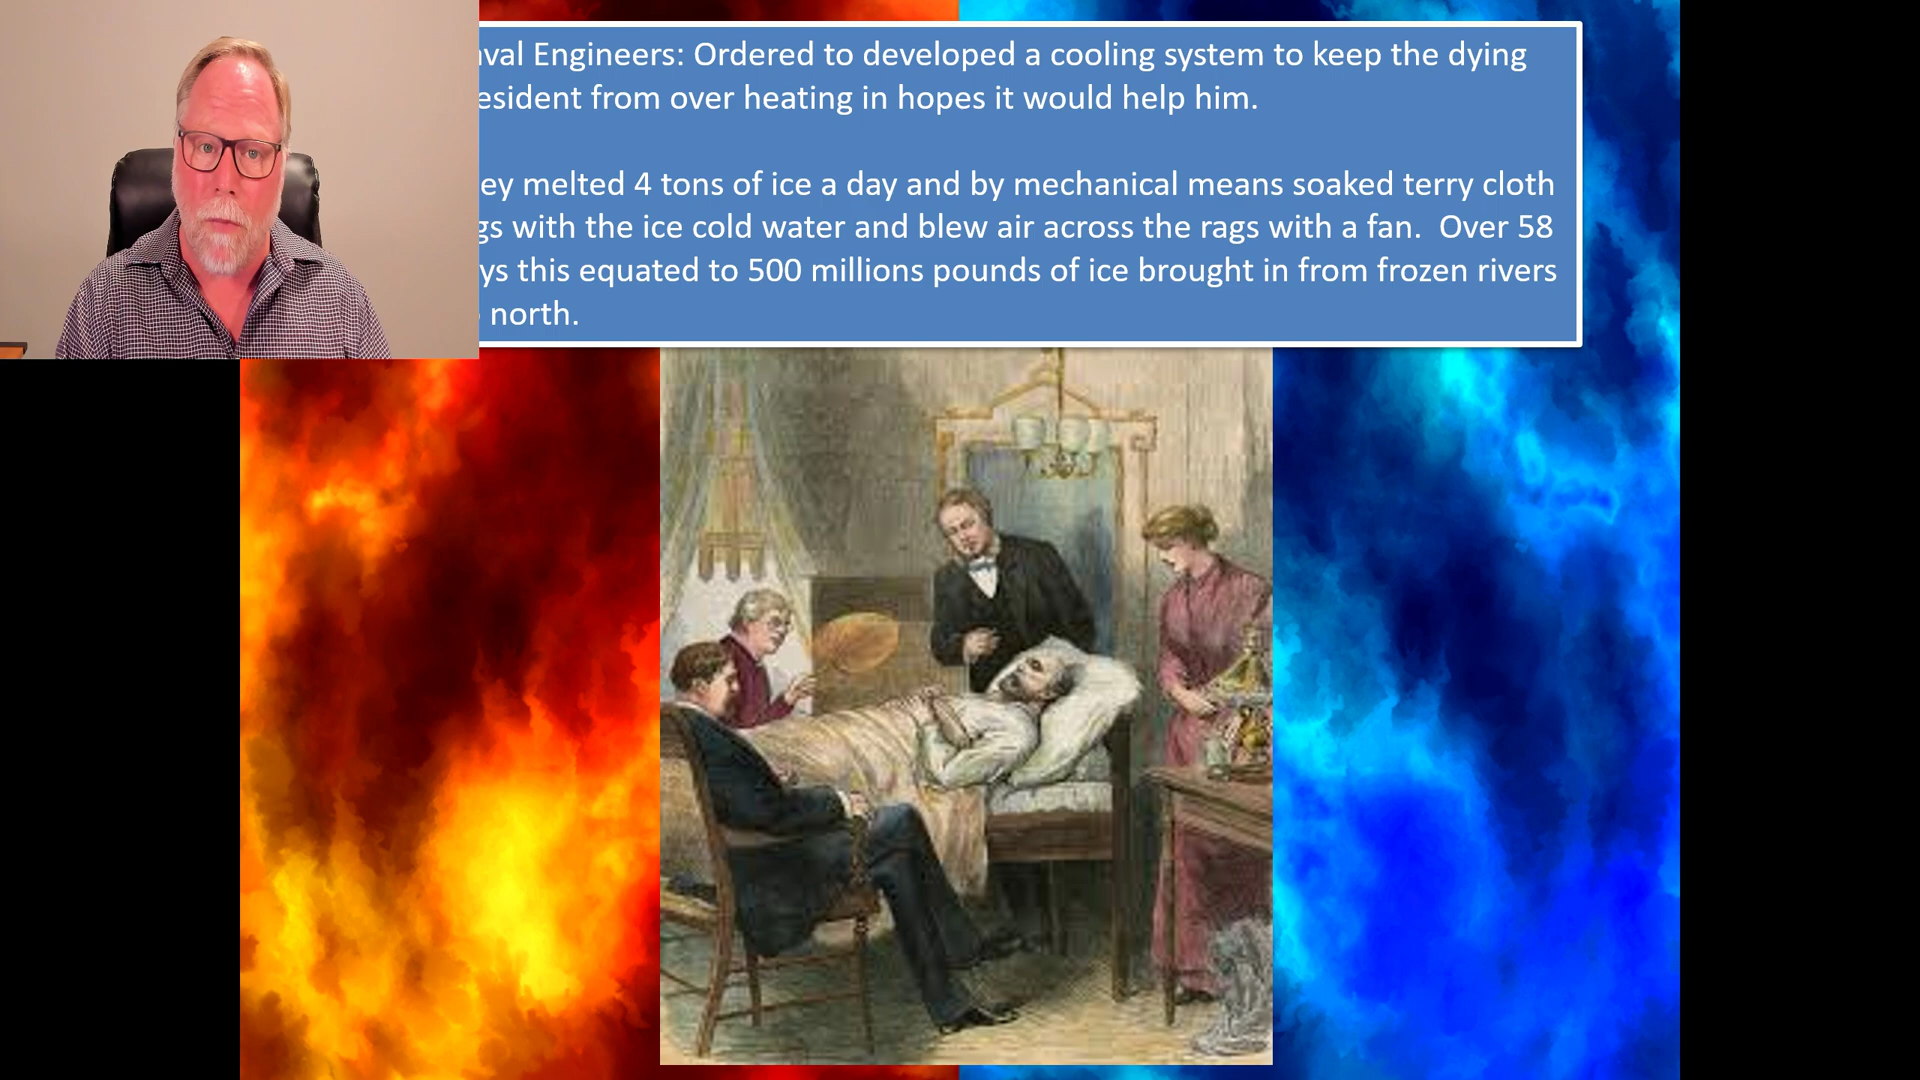 val Engineers: Ordered to developed a cooling system to keep the dying
esident from over heating in hopes it would help him.
ey melted 4 tons of ice a day and by mechanical means soaked terry cloth
gs with the ice cold water and blew air across the rags with a fan. Over 58
ys this equated to 500 millions pounds of ice brought in from frozen rivers
north.